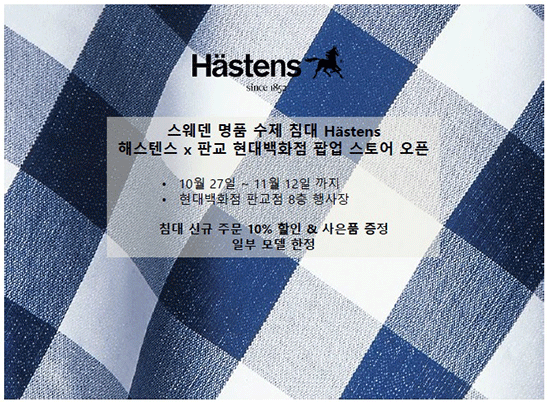 Hästens
since 1852
스웨덴 명품 수제 침대 Hästens
해스텐스 x 판교 현대백화점 팝업 스토어 오픈
• 10월 27일 ~ 11월 12일 까지
• 현대백화점 판교점 8층 행사장
침대 신규 주문 10% 할인 & 사은품 증정
일부 모델 한정